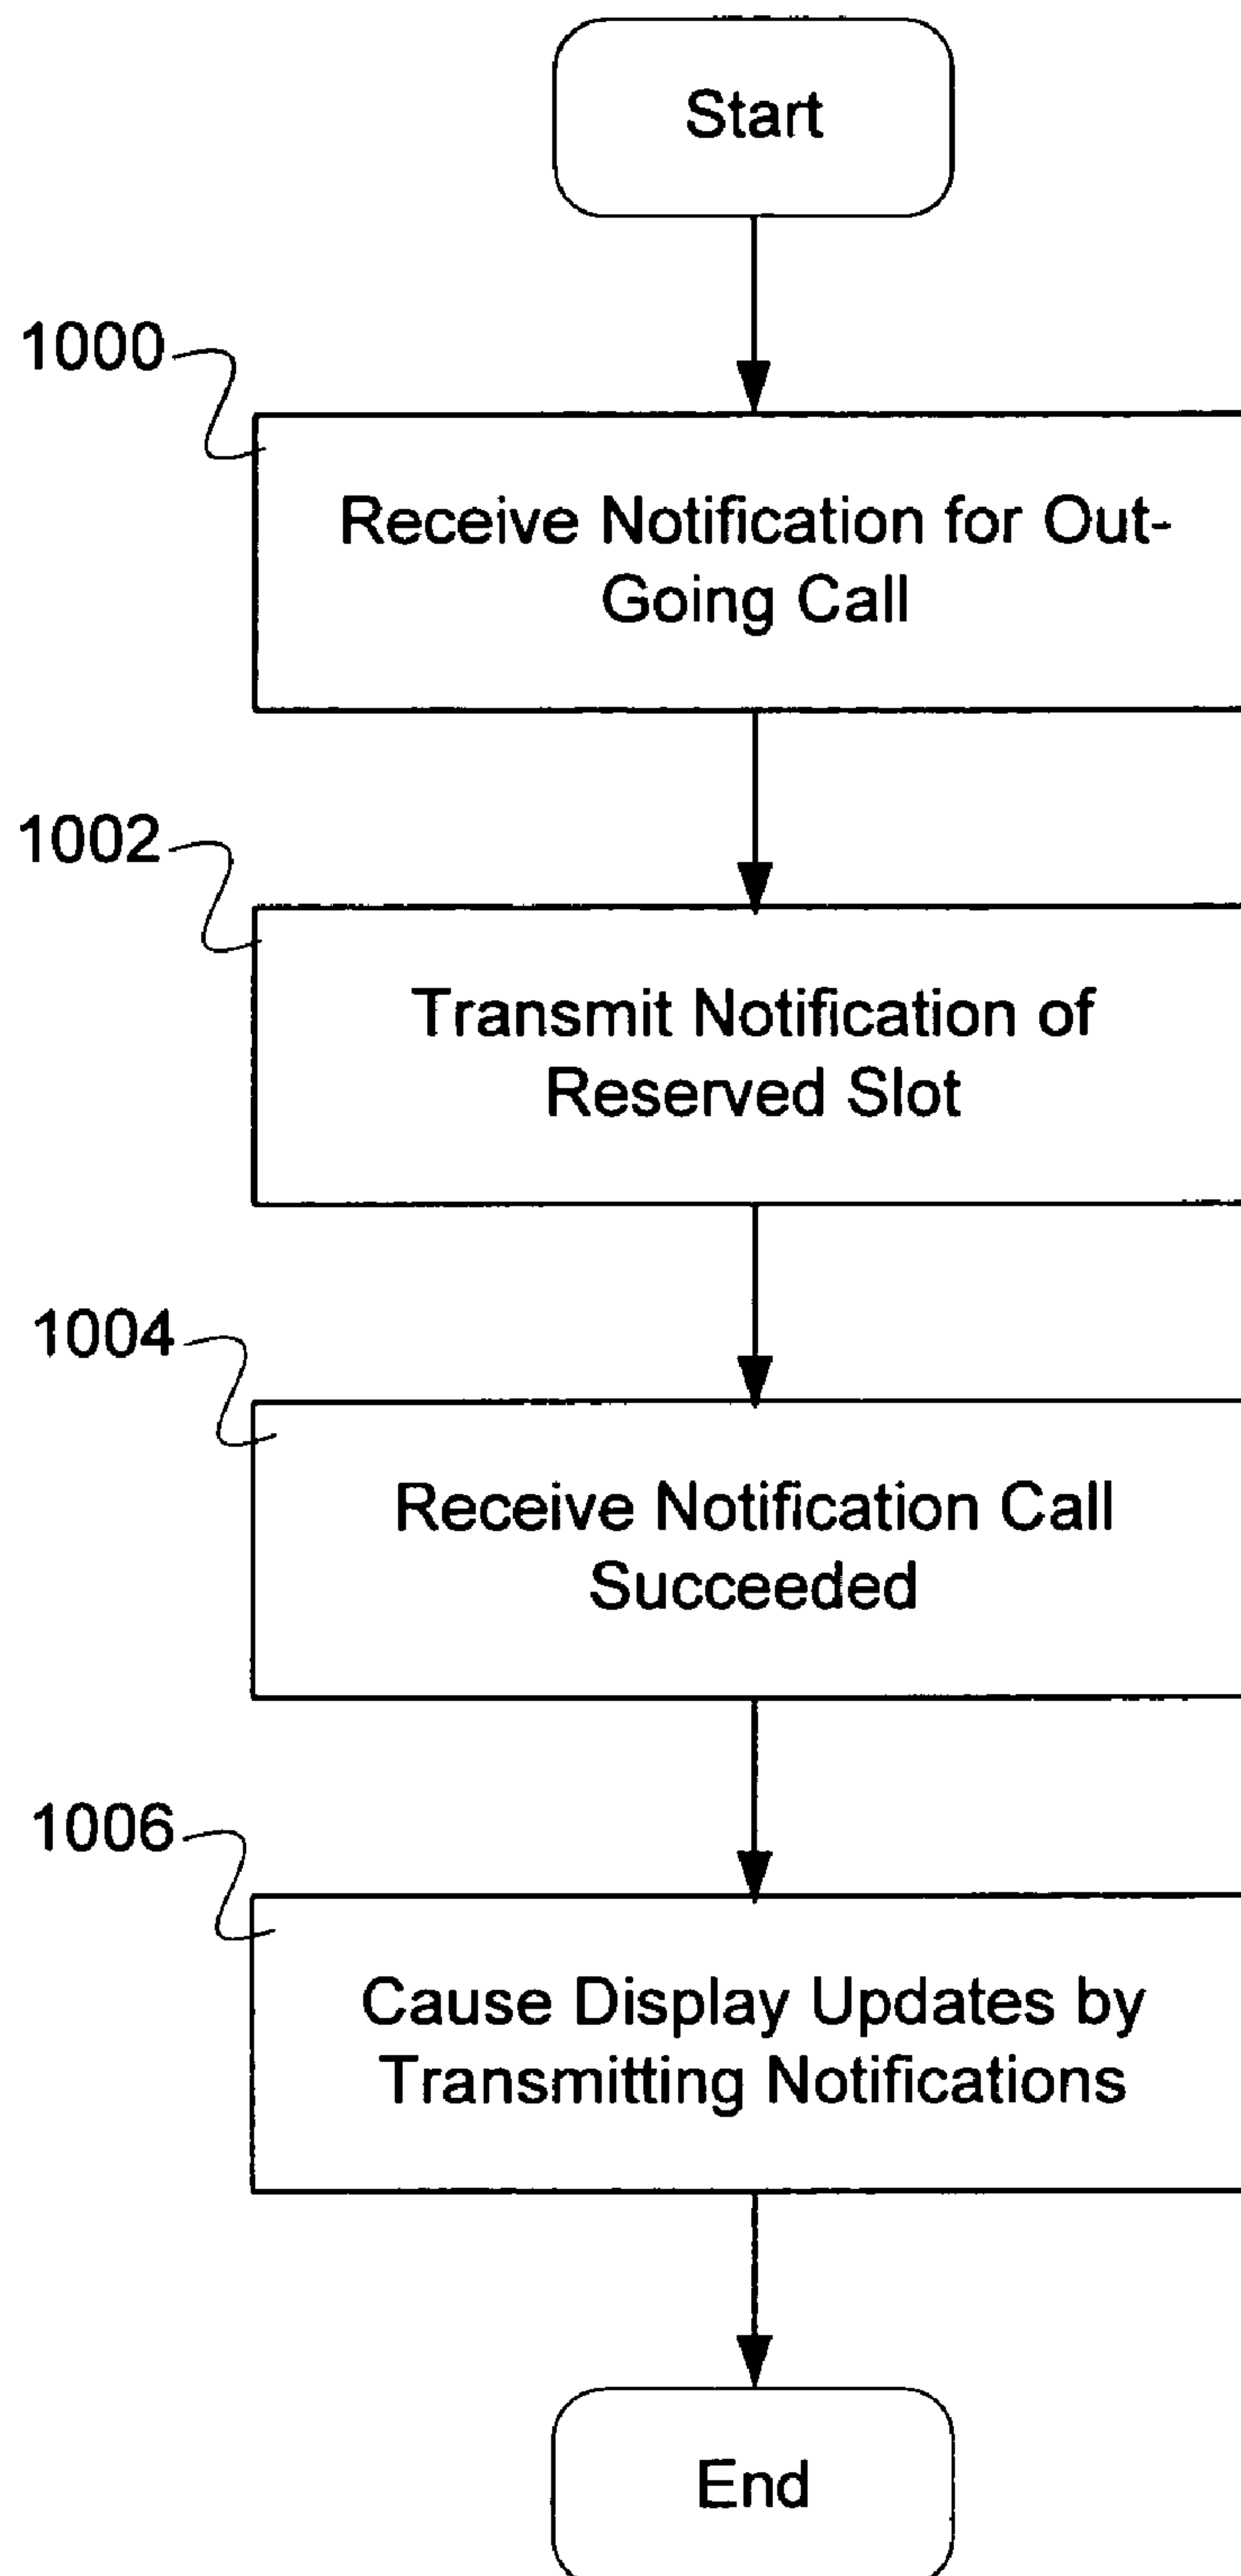 Start
1000
Receive Notification for Out-
Going Call
1002
Transmit Notification of
Reserved Slot
1004
Receive Notification Call
Succeeded
1006
Cause Display Updates by
Transmitting Notifications
End